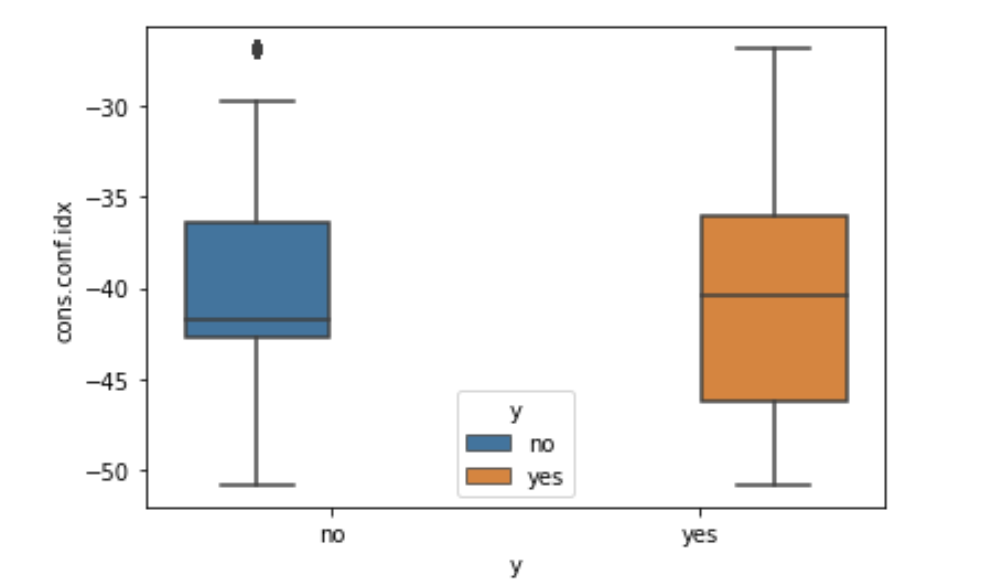 −30
−35
−40
−45
−50
cons.conf.idx
y
no
yes
no
yes
y